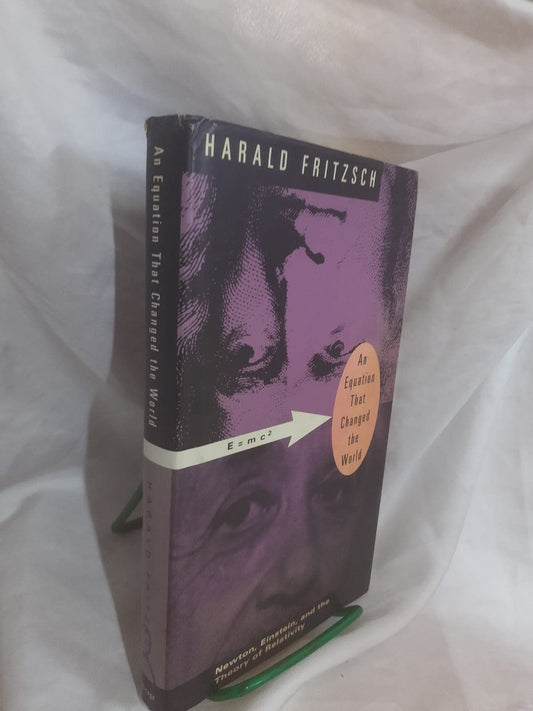 An Equation That Changed the World
HARALD FRITZSCH
HARALD FRITZSCH
An
Equation
That
Changed
the
World
E = m c²
Newton, Einstein, and the
Theory of Relativity